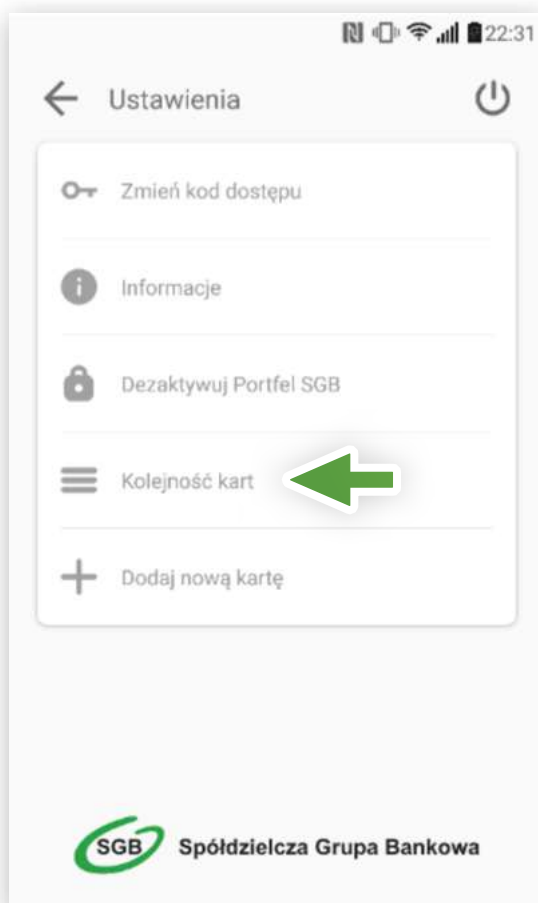 22:31
Ustawienia
Zmień kod dostępu
Informacje
Dezaktywuj Portfel SGB
Kolejność kart
Dodaj nową kartę
SGB Spółdzielcza Grupa Bankowa